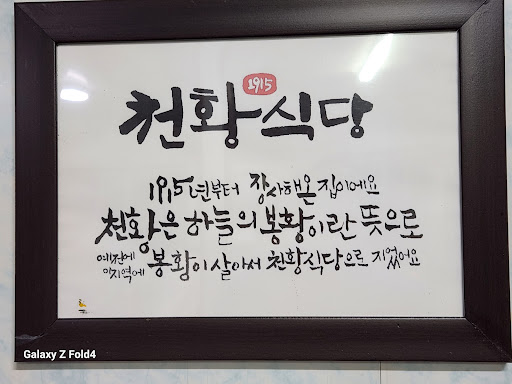 1915
천황식당
1915년부터 장사해온 집이에요
천황은 하늘의 봉황이란 뜻으로
예전에 이지역에 봉황이 살아서 천황식당으로 지었어요
Galaxy Z Fold4